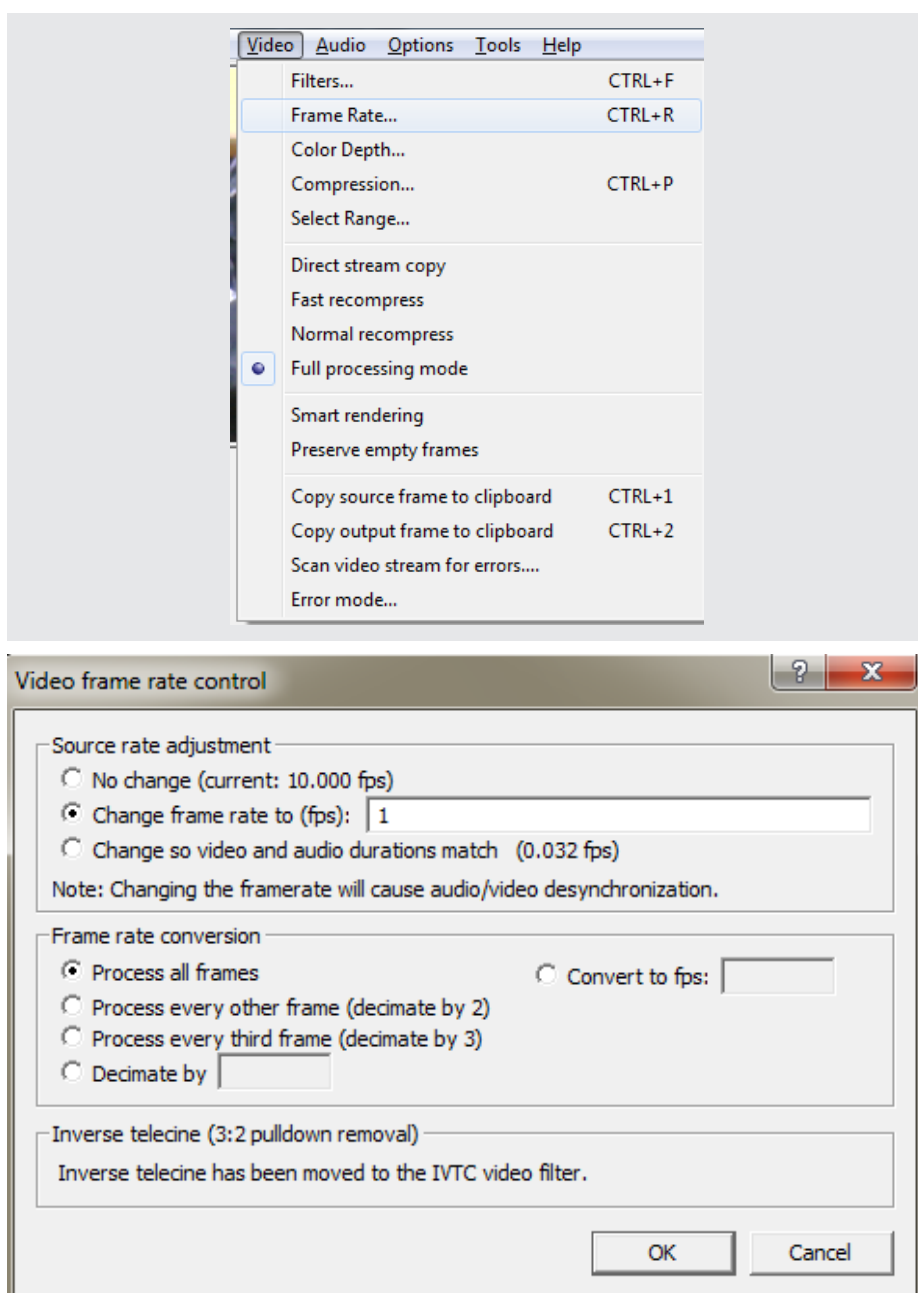 Video Audio Options Tools Help
Filters... CTRL+F
Frame Rate... CTRL+R
Color Depth...
Compression... CTRL+P
Select Range...
Direct stream copy
Fast recompress
Normal recompress
Full processing mode
Smart rendering
Preserve empty frames
Copy source frame to clipboard CTRL+1
Copy output frame to clipboard CTRL+2
Scan video stream for errors....
Error mode...
Video frame rate control
Source rate adjustment
No change (current: 10.000 fps)
Change frame rate to (fps): 1
Change so video and audio durations match (0.032 fps)
Note: Changing the framerate will cause audio/video desynchronization.
Frame rate conversion
Process all frames Convert to fps:
Process every other frame (decimate by 2)
Process every third frame (decimate by 3)
Decimate by
Inverse telecine (3:2 pulldown removal)
Inverse telecine has been moved to the IVTC video filter.
OK Cancel